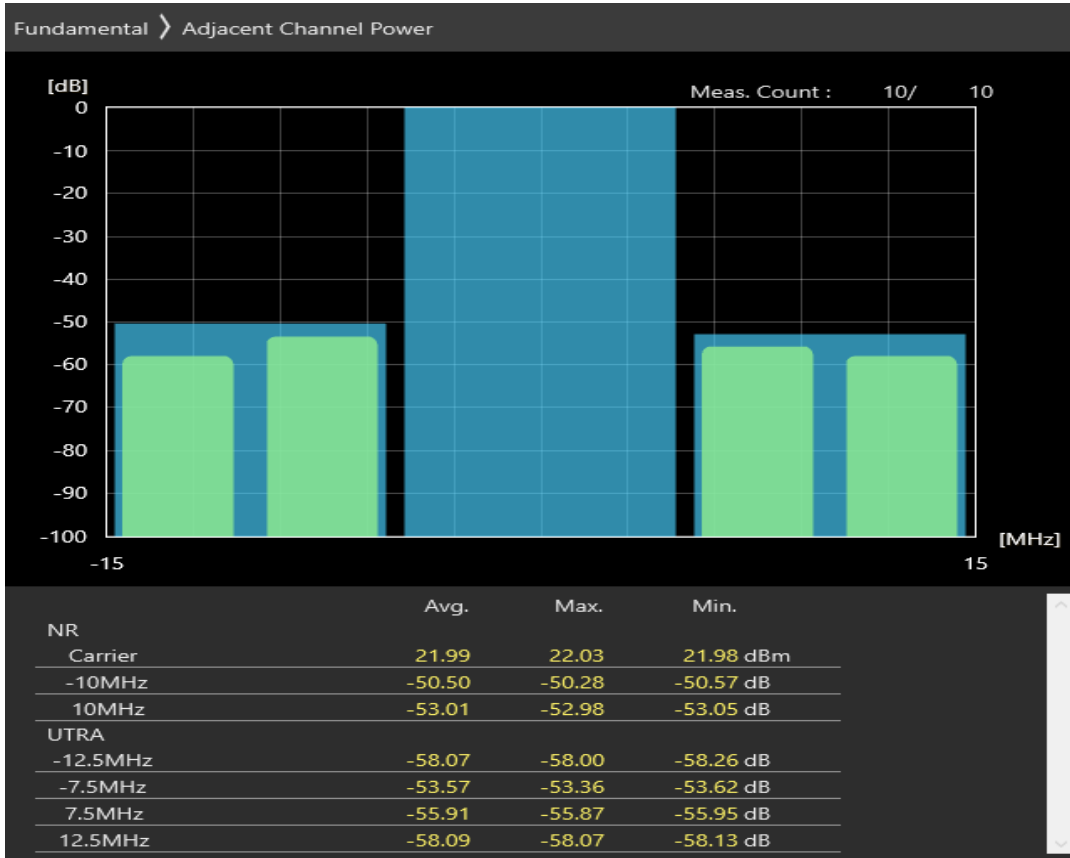 Fundamental ❭ Adjacent Channel Power
[dB]
Meas. Count : 10/ 10
0
-10
-20
-30
-40
-50
-60
-70
-80
-90
-100
[MHz]
-15 15
Avg. Max. Min.
NR
Carrier 21.99 22.03 21.98 dBm
-10MHz -50.50 -50.28 -50.57 dB
10MHz -53.01 -52.98 -53.05 dB
UTRA
-12.5MHz -58.07 -58.00 -58.26 dB
-7.5MHz -53.57 -53.36 -53.62 dB
7.5MHz -55.91 -55.87 -55.95 dB
12.5MHz -58.09 -58.07 -58.13 dB